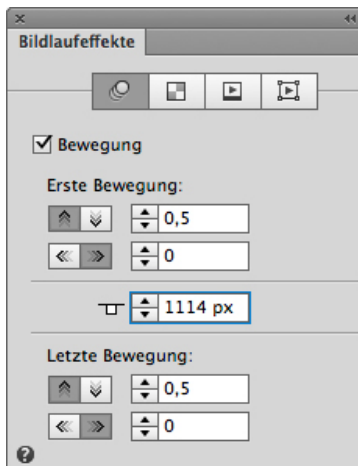 Bildlaufeffekte
Bewegung
Erste Bewegung:
0,5
0
1114 px
Letzte Bewegung:
0,5
0
?